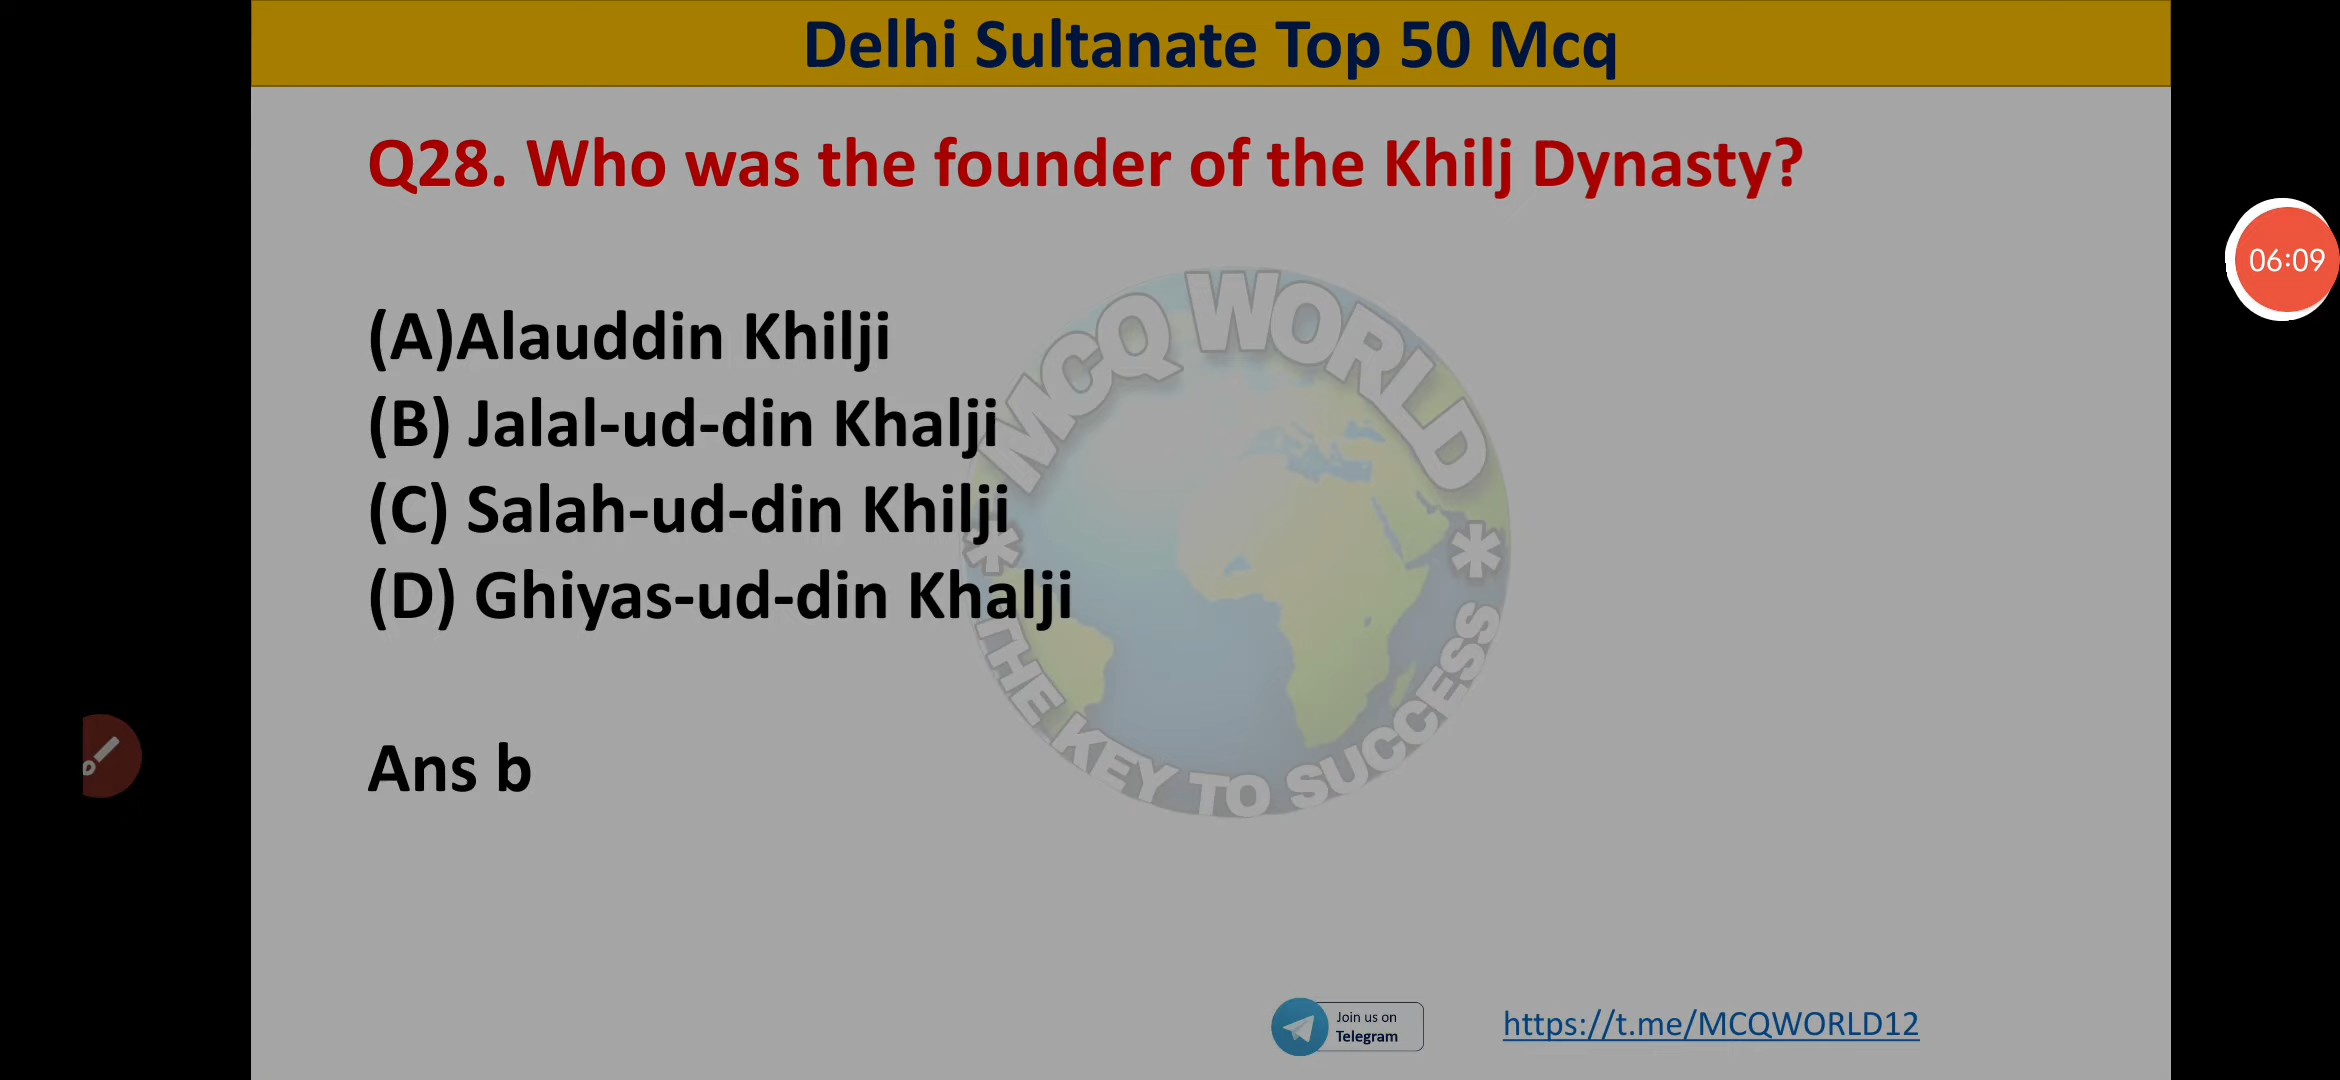 Delhi Sultanate Top 50 Mcq
Q28. Who was the founder of the Khilj Dynasty?
06:09
(A)Alauddin Khilji
(B) Jalal-ud-din Khalji
(C) Salah-ud-din Khilji
(D) Ghiyas-ud-din Khalji
MCQ WORLD
* THE KEY TO SUCCESS *
Ans b
Join us on
Telegram
https://t.me/MCQWORLD12